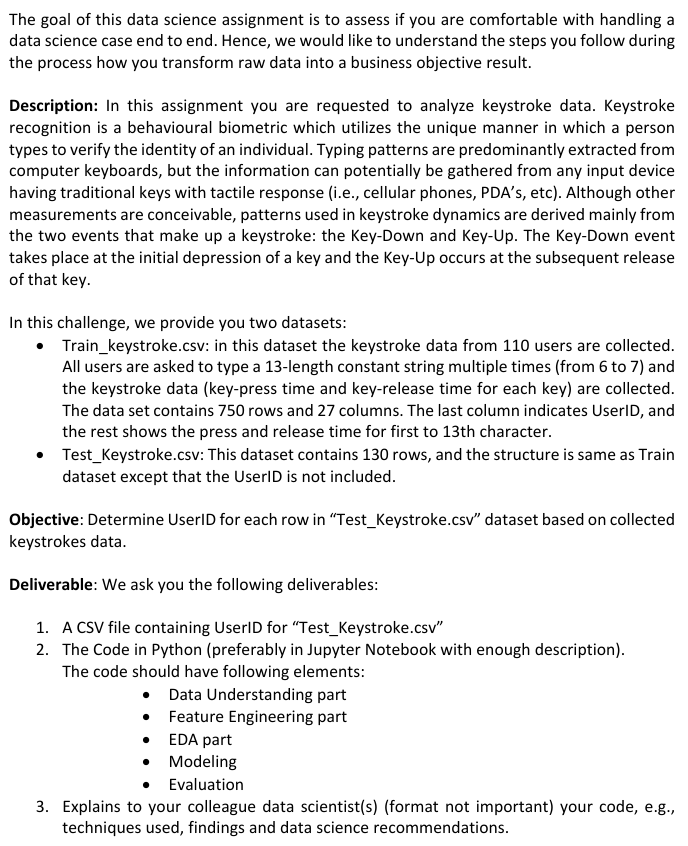 The goal of this data science assignment is to assess if you are comfortable with handling a
data science case end to end. Hence, we would like to understand the steps you follow during
the process how you transform raw data into a business objective result.
Description: In this assignment you are requested to analyze keystroke data. Keystroke
recognition is a behavioural biometric which utilizes the unique manner in which a person
types to verify the identity of an individual. Typing patterns are predominantly extracted from
computer keyboards, but the information can potentially be gathered from any input device
having traditional keys with tactile response (i.e., cellular phones, PDA's, etc). Although other
measurements are conceivable, patterns used in keystroke dynamics are derived mainly from
the two events that make up a keystroke: the Key-Down and Key-Up. The Key-Down event
takes place at the initial depression of a key and the Key-Up occurs at the subsequent release
of that key.
In this challenge, we provide you two datasets:
• Train_keystroke.csv: in this dataset the keystroke data from 110 users are collected.
All users are asked to type a 13-length constant string multiple times (from 6 to 7) and
the keystroke data (key-press time and key-release time for each key) are collected.
The data set contains 750 rows and 27 columns. The last column indicates UserID, and
the rest shows the press and release time for first to 13th character.
• Test_Keystroke.csv: This dataset contains 130 rows, and the structure is same as Train
dataset except that the UserID is not included.
Objective: Determine UserID for each row in “Test_Keystroke.csv” dataset based on collected
keystrokes data.
Deliverable: We ask you the following deliverables:
1. A CSV file containing UserID for “Test_Keystroke.csv”
2. The Code in Python (preferably in Jupyter Notebook with enough description).
The code should have following elements:
• Data Understanding part
• Feature Engineering part
• EDA part
• Modeling
• Evaluation
3. Explains to your colleague data scientist(s) (format not important) your code, e.g.,
techniques used, findings and data science recommendations.